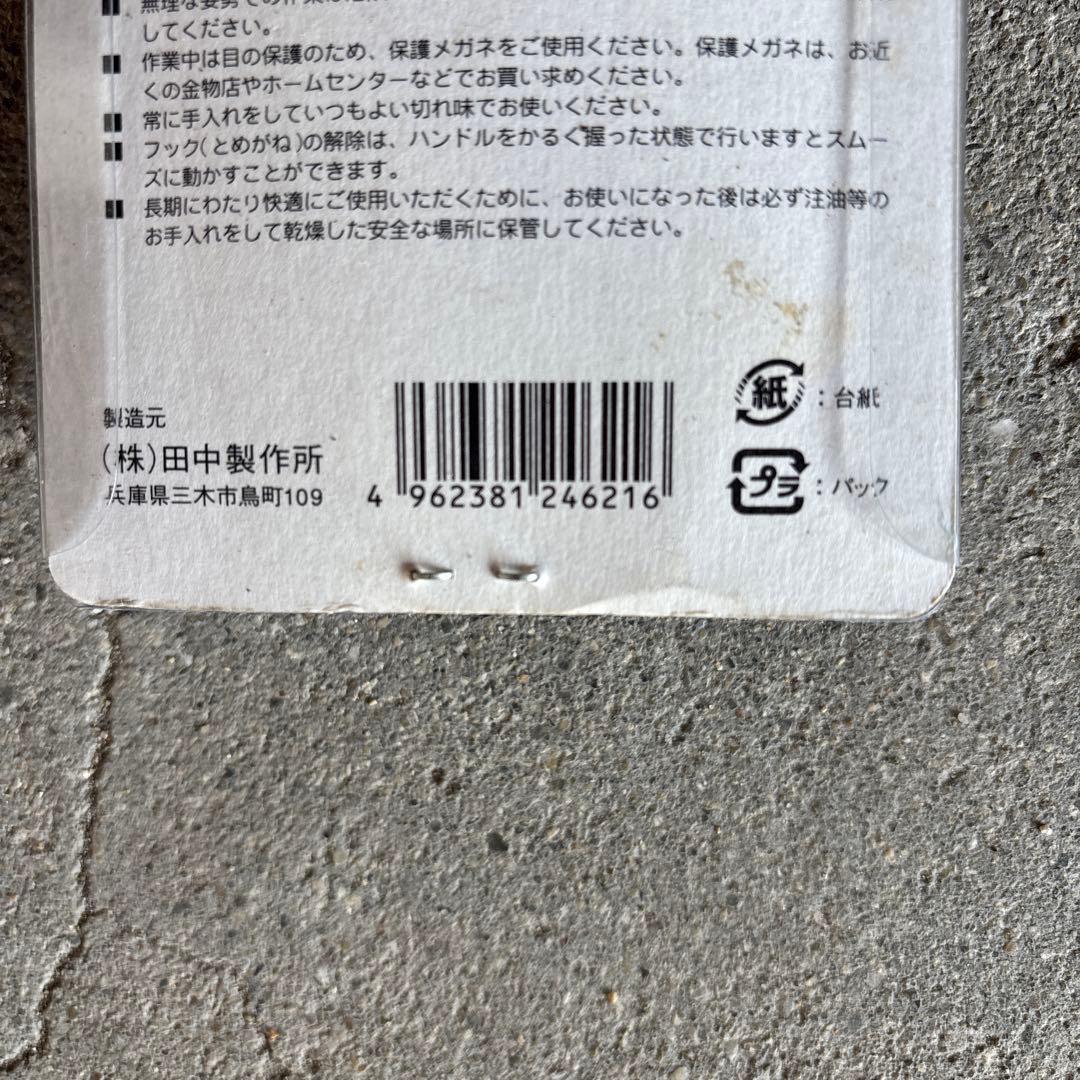 無理な姿勢での作業は
してください。
作業中は目の保護のため、保護メガネをご使用ください。保護メガネは、お近
くの金物店やホームセンターなどでお買い求めください。
常に手入れをしていつもよい切れ味でお使いください。
フック(とめがね)の解除は、ハンドルをかるく握った状態で行いますとスムー
ズに動かすことができます。
長期にわたり快適にご使用いただくために、お使いになった後は必ず注油等の
お手入れをして乾燥した安全な場所に保管してください。
製造元
(株)田中製作所
兵庫県三木市鳥町109
4 962381 246216
紙 : 台紙
プラ : パック